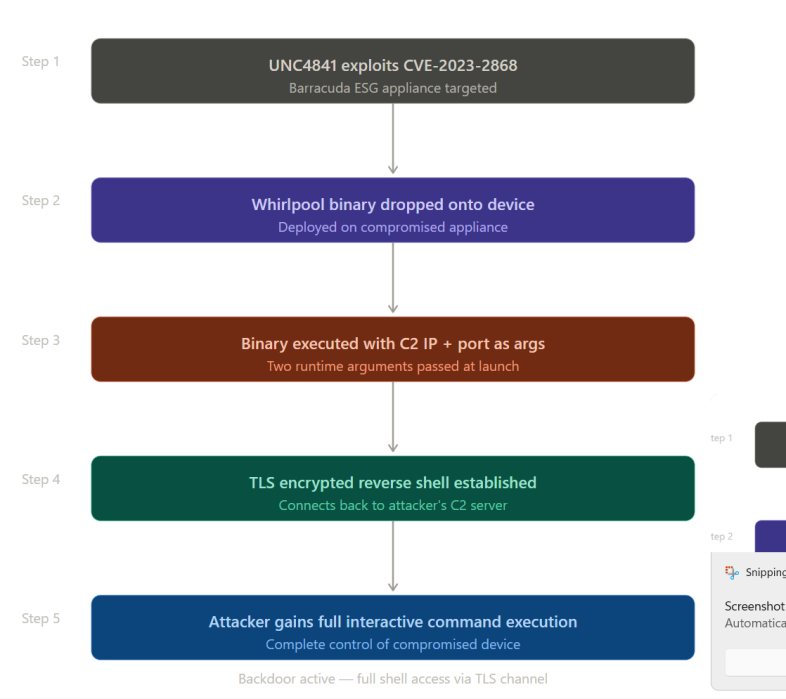 Step 1
UNC4841 exploits CVE-2023-2868
Barracuda ESG appliance targeted
Step 2
Whirlpool binary dropped onto device
Deployed on compromised appliance
Step 3
Binary executed with C2 IP + port as args
Two runtime arguments passed at launch
Step 4
TLS encrypted reverse shell established
Connects back to attacker's C2 server
Step 5
Attacker gains full interactive command execution
Complete control of compromised device
Backdoor active — full shell access via TLS channel
tep 1
tep 2
Snipping
Screenshot
Automatica